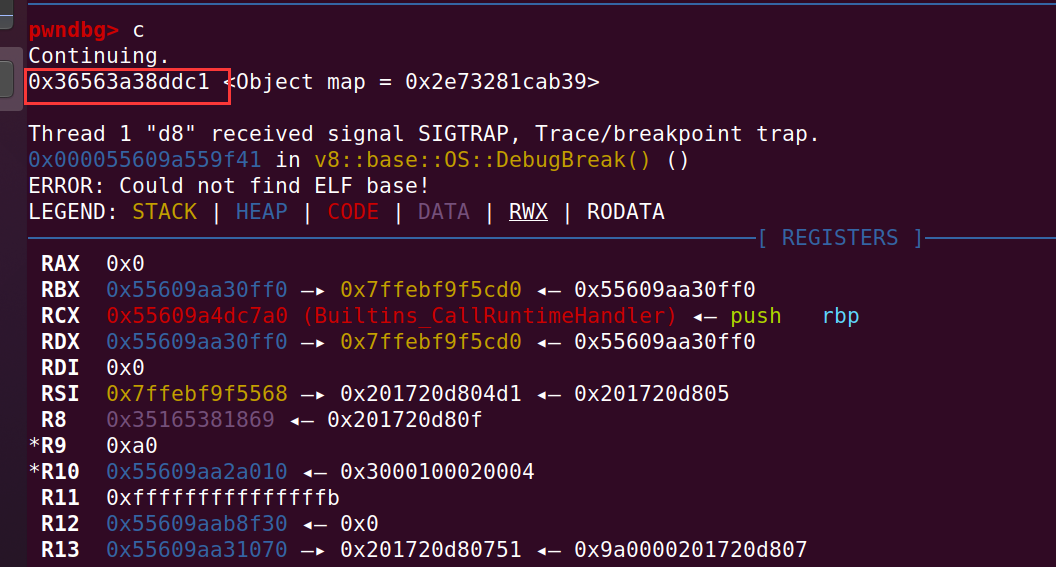 pwndbg> c
Continuing.
0x36563a38ddc1 <Object map = 0x2e73281cab39>
Thread 1 "d8" received signal SIGTRAP, Trace/breakpoint trap.
0x000055609a559f41 in v8::base::OS::DebugBreak() ()
ERROR: Could not find ELF base!
LEGEND: STACK | HEAP | CODE | DATA | RWX | RODATA
[ REGISTERS ]
RAX 0x0
RBX 0x55609aa30ff0 —▸ 0x7ffebf9f5cd0 ◂— 0x55609aa30ff0
RCX 0x55609a4dc7a0 (Builtins_CallRuntimeHandler) ◂— push rbp
RDX 0x55609aa30ff0 —▸ 0x7ffebf9f5cd0 ◂— 0x55609aa30ff0
RDI 0x0
RSI 0x7ffebf9f5568 —▸ 0x201720d804d1 ◂— 0x201720d805
R8 0x35165381869 ◂— 0x201720d80f
*R9 0xa0
*R10 0x55609aa2a010 ◂— 0x3000100020004
R11 0xfffffffffffffffb
R12 0x55609aab8f30 ◂— 0x0
R13 0x55609aa31070 —▸ 0x201720d80751 ◂— 0x9a0000201720d807